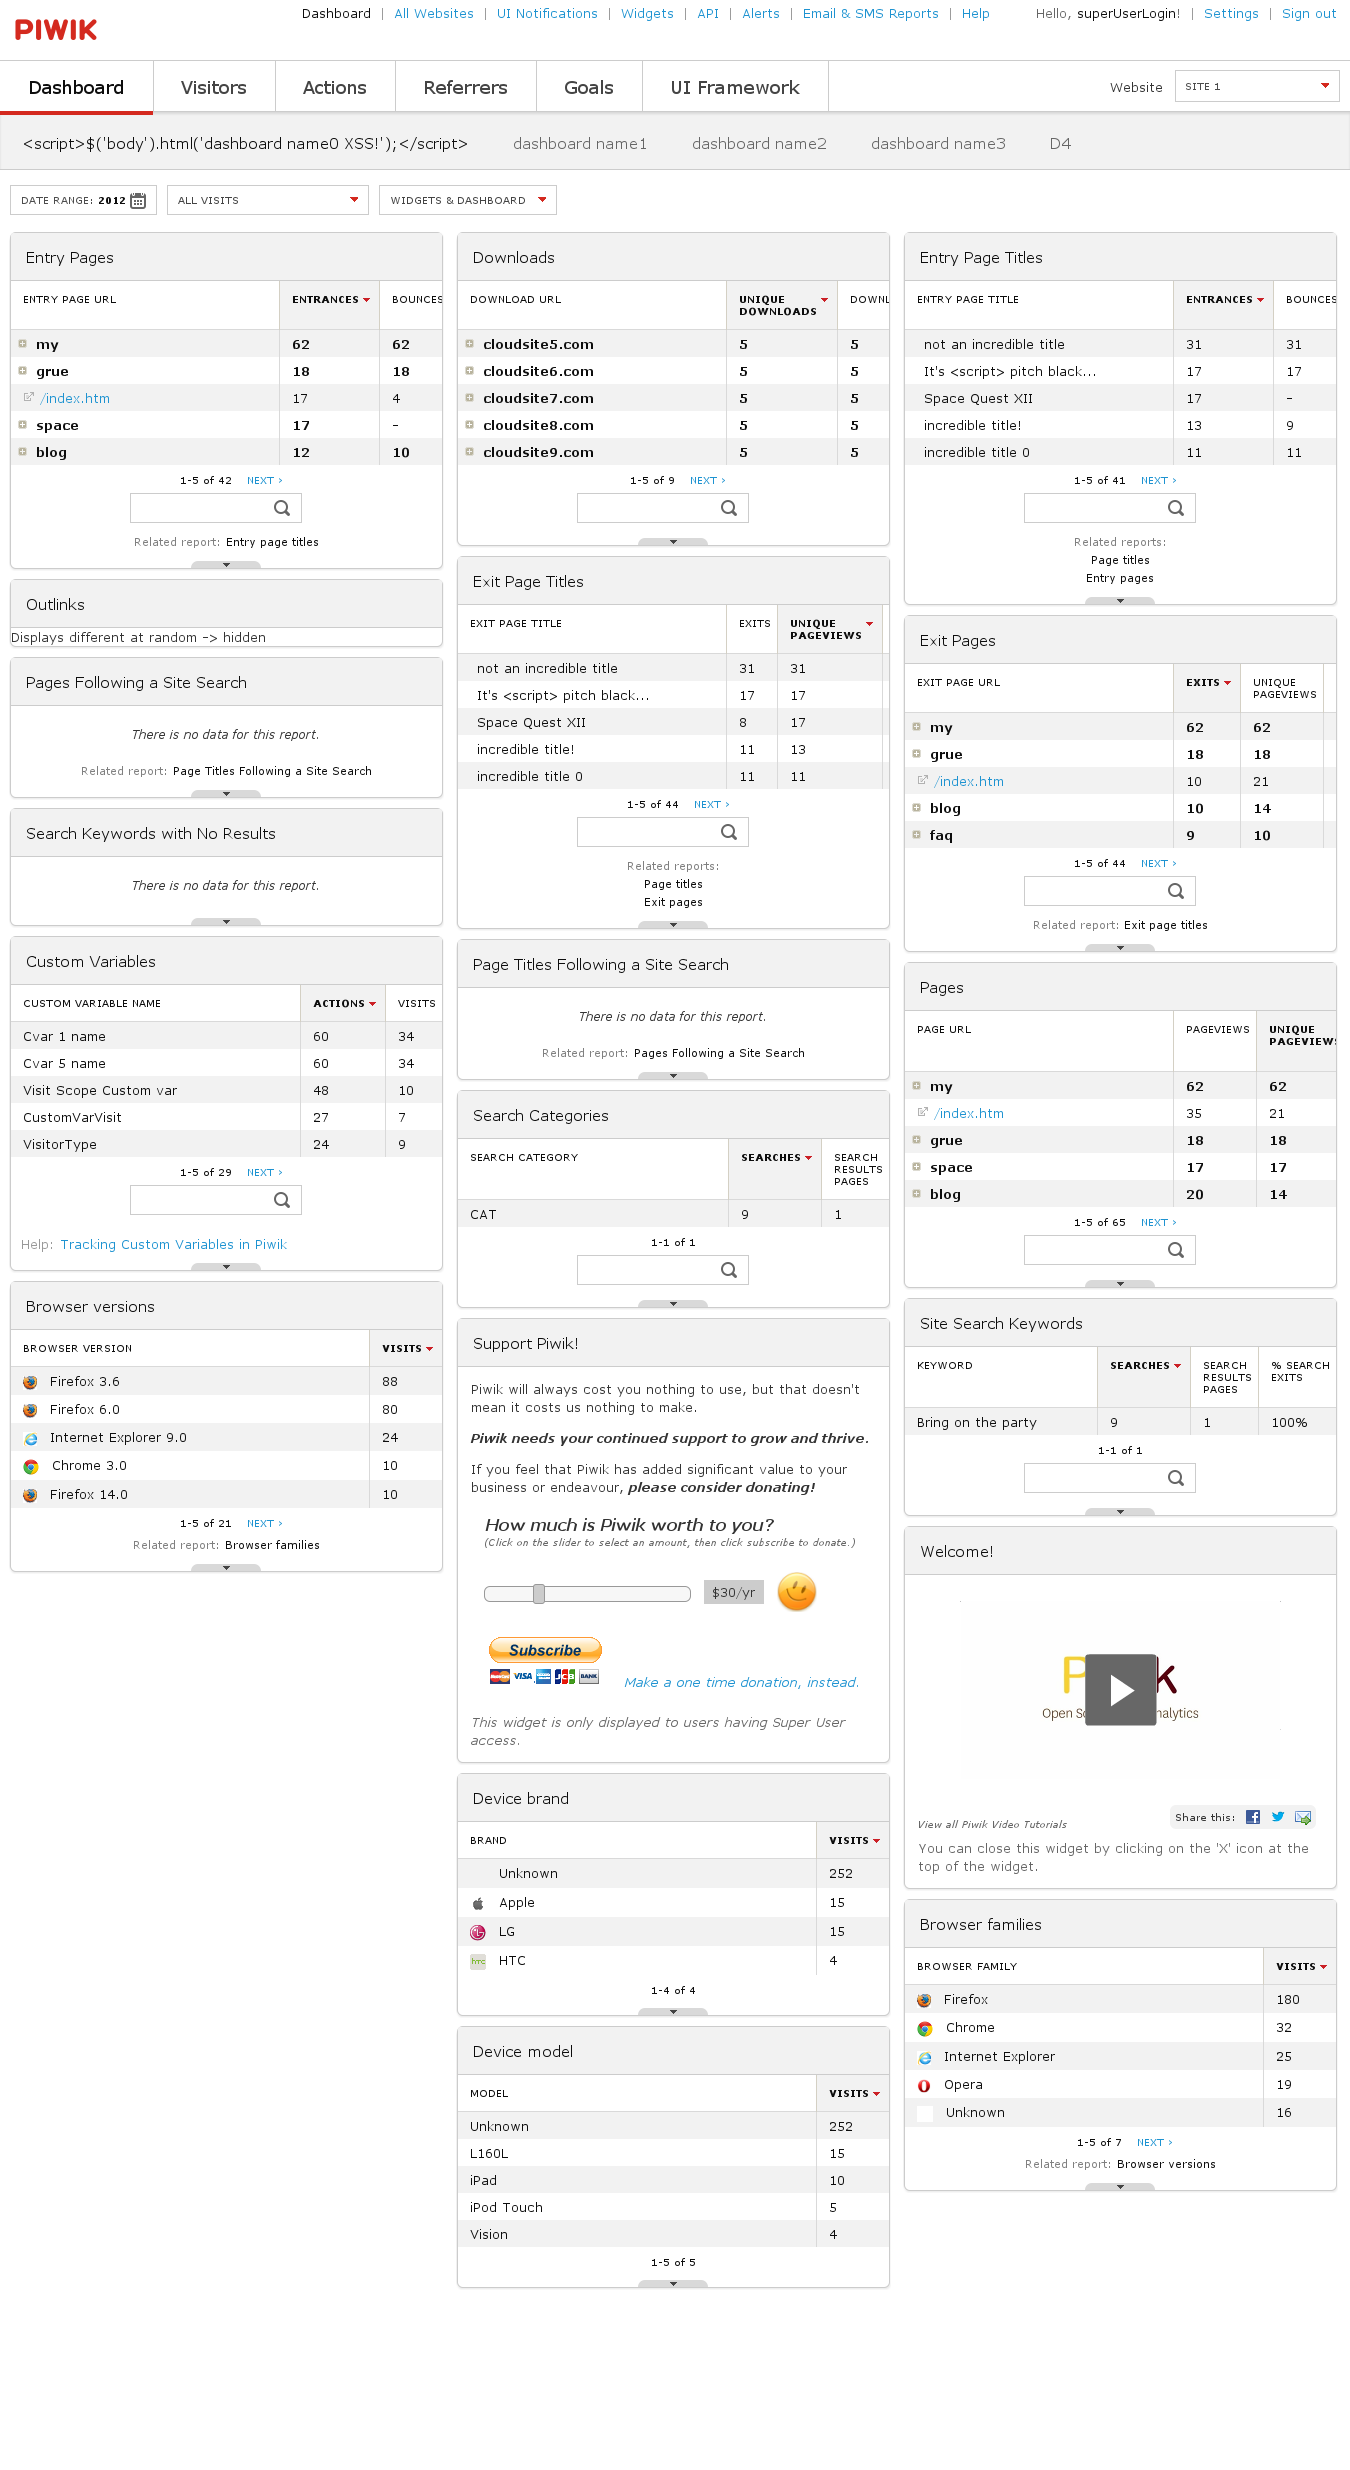 PIWIK
Dashboard | All Websites | UI Notifications | Widgets | API | Alerts | Email & SMS Reports | Help
Hello, superUserLogin! | Settings | Sign out
Dashboard Visitors Actions Referrers Goals UI Framework
Website SITE 1
<script>$('body').html('dashboard name0 XSS!');</script> dashboard name1 dashboard name2 dashboard name3 D4
DATE RANGE: 2012 ALL VISITS WIDGETS & DASHBOARD
Entry Pages
ENTRY PAGE URL ENTRANCES BOUNCES
my 62 62
grue 18 18
/index.htm 17 4
space 17 -
blog 12 10
1-5 of 42 NEXT ›
Related report: Entry page titles
Outlinks
Displays different at random -> hidden
Pages Following a Site Search
There is no data for this report.
Related report: Page Titles Following a Site Search
Search Keywords with No Results
There is no data for this report.
Custom Variables
CUSTOM VARIABLE NAME ACTIONS VISITS
Cvar 1 name 60 34
Cvar 5 name 60 34
Visit Scope Custom var 48 10
CustomVarVisit 27 7
VisitorType 24 9
1-5 of 29 NEXT ›
Help: Tracking Custom Variables in Piwik
Browser versions
BROWSER VERSION VISITS
Firefox 3.6 88
Firefox 6.0 80
Internet Explorer 9.0 24
Chrome 3.0 10
Firefox 14.0 10
1-5 of 21 NEXT ›
Related report: Browser families
Downloads
DOWNLOAD URL UNIQUE DOWNL
DOWNLOADS
cloudsite5.com 5 5
cloudsite6.com 5 5
cloudsite7.com 5 5
cloudsite8.com 5 5
cloudsite9.com 5 5
1-5 of 9 NEXT ›
Exit Page Titles
EXIT PAGE TITLE EXITS UNIQUE
PAGEVIEWS
not an incredible title 31 31
It's <script> pitch black... 17 17
Space Quest XII 8 17
incredible title! 11 13
incredible title 0 11 11
1-5 of 44 NEXT ›
Related reports:
Page titles
Exit pages
Page Titles Following a Site Search
There is no data for this report.
Related report: Pages Following a Site Search
Search Categories
SEARCH CATEGORY SEARCHES SEARCH
RESULTS
PAGES
CAT 9 1
1-1 of 1
Support Piwik!
Piwik will always cost you nothing to use, but that doesn't
mean it costs us nothing to make.
Piwik needs your continued support to grow and thrive.
If you feel that Piwik has added significant value to your
business or endeavour, please consider donating!
How much is Piwik worth to you?
(Click on the slider to select an amount, then click subscribe to donate.)
$30/yr
Subscribe
VISA JCB BANK
Make a one time donation, instead.
This widget is only displayed to users having Super User
access.
Device brand
BRAND VISITS
Unknown 252
Apple 15
LG 15
HTC 4
1-4 of 4
Device model
MODEL VISITS
Unknown 252
L160L 15
iPad 10
iPod Touch 5
Vision 4
1-5 of 5
Entry Page Titles
ENTRY PAGE TITLE ENTRANCES BOUNCES
not an incredible title 31 31
It's <script> pitch black... 17 17
Space Quest XII 17 -
incredible title! 13 9
incredible title 0 11 11
1-5 of 41 NEXT ›
Related reports:
Page titles
Entry pages
Exit Pages
EXIT PAGE URL EXITS UNIQUE
PAGEVIEWS
my 62 62
grue 18 18
/index.htm 10 21
blog 10 14
faq 9 10
1-5 of 44 NEXT ›
Related report: Exit page titles
Pages
PAGE URL PAGEVIEWS UNIQUE
PAGEVIEWS
my 62 62
/index.htm 35 21
grue 18 18
space 17 17
blog 20 14
1-5 of 65 NEXT ›
Site Search Keywords
KEYWORD SEARCHES SEARCH % SEARCH
RESULTS EXITS
PAGES
Bring on the party 9 1 100%
1-1 of 1
Welcome!
P k
Open So nalytics
View all Piwik Video Tutorials Share this:
You can close this widget by clicking on the 'X' icon at the
top of the widget.
Browser families
BROWSER FAMILY VISITS
Firefox 180
Chrome 32
Internet Explorer 25
Opera 19
Unknown 16
1-5 of 7 NEXT ›
Related report: Browser versions